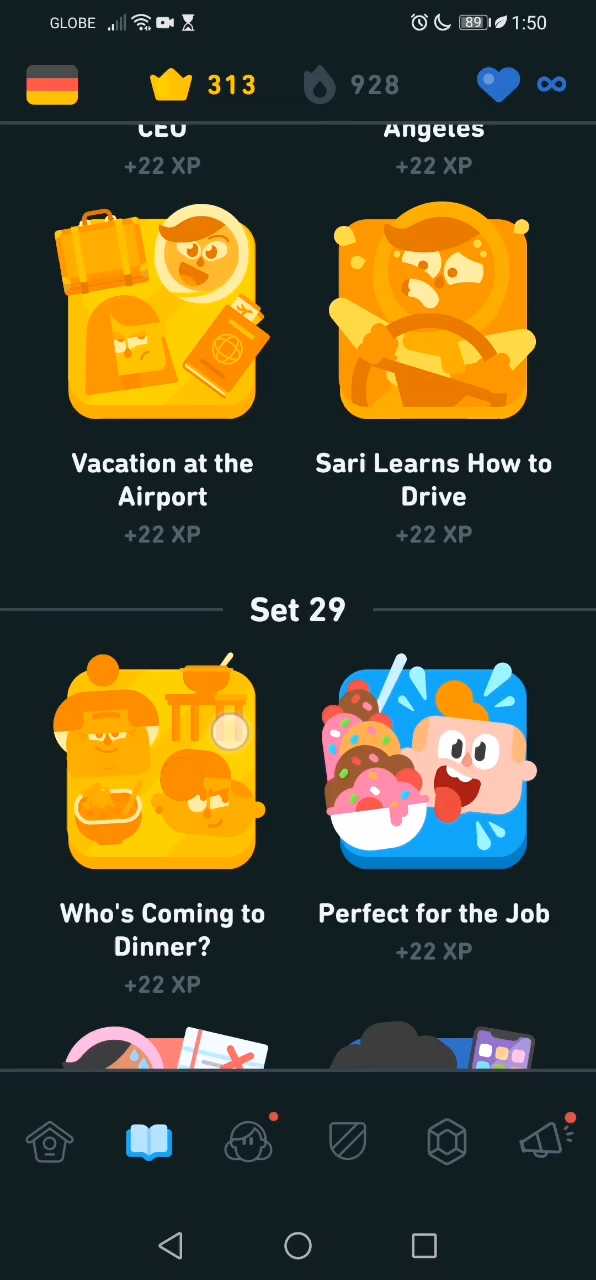 GLOBE 89 1:50
313 928
CEO Angeles
+22 XP +22 XP
Vacation at the Airport
+22 XP
Sari Learns How to Drive
+22 XP
Set 29
Who's Coming to Dinner?
+22 XP
Perfect for the Job
+22 XP